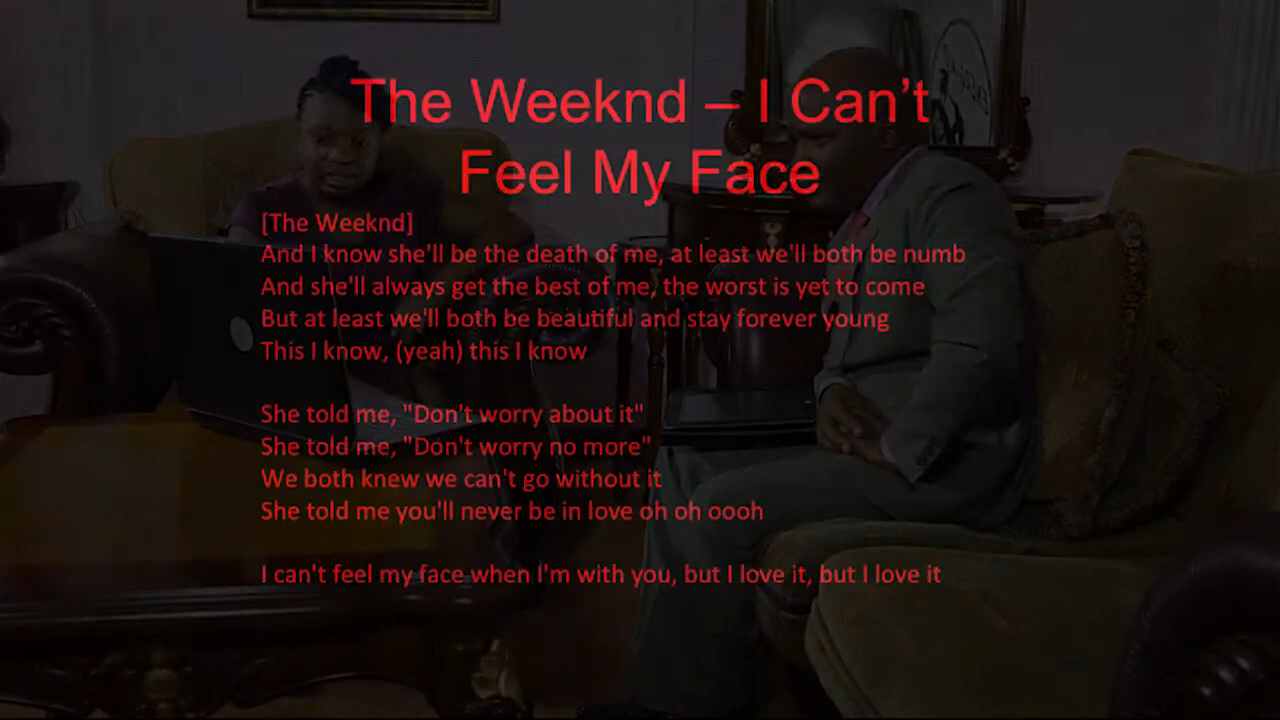 The Weeknd – I Can’t
Feel My Face
[The Weeknd]
And I know she'll be the death of me, at least we'll both be numb
And she'll always get the best of me, the worst is yet to come
But at least we'll both be beautiful and stay forever young
This I know, (yeah) this I know
She told me, "Don't worry about it"
She told me, "Don't worry no more"
We both knew we can't go without it
She told me you'll never be in love oh oh oooh
I can't feel my face when I'm with you, but I love it, but I love it